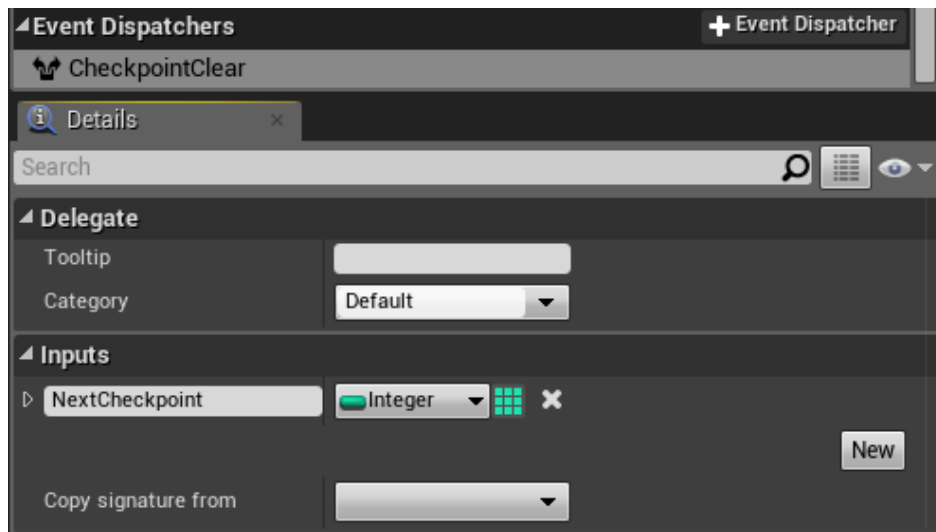 Event Dispatchers + Event Dispatcher
CheckpointClear
Details
Search
Delegate
Tooltip
Category Default
Inputs
NextCheckpoint Integer
New
Copy signature from